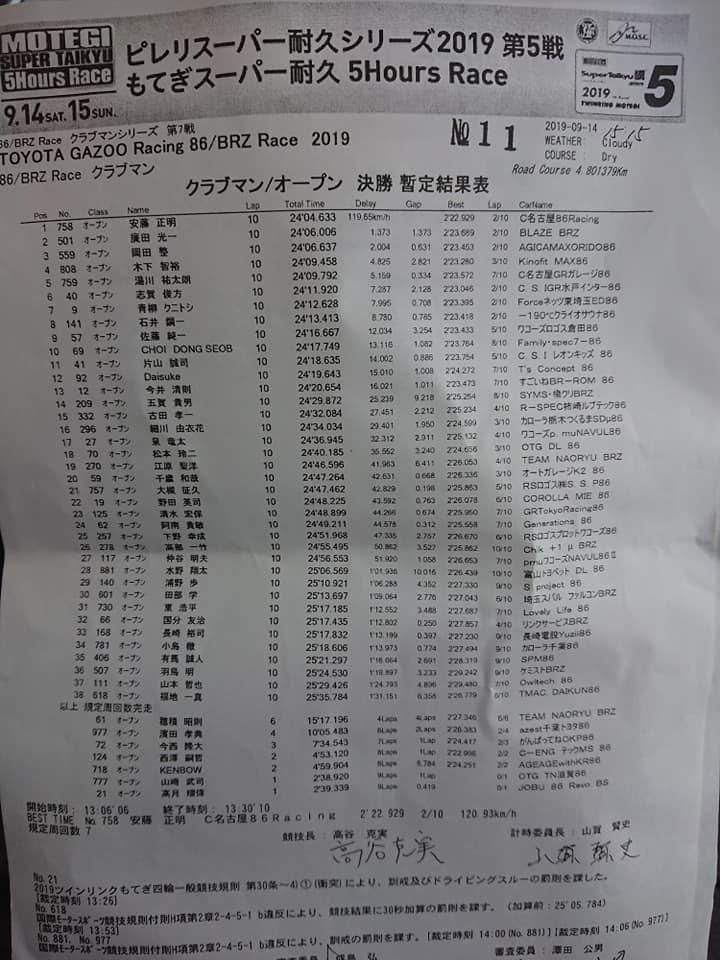 MOTEGI
SUPER TAIKYU
5Hours Race
9.14SAT. 15SUN.
ピレリスーパー耐久シリーズ2019 第5戦
もてぎスーパー耐久 5Hours Race
M.O.S.C.
SuperTaikyu
2019
TWINRING MOTEGI
5
86/BRZ Race クラブマンシリーズ 第7戦
TOYOTA GAZOO Racing 86/BRZ Race 2019
86/BRZ Race クラブマン
№11
2019-09-14 15:15
WEATHER: Cloudy
COURSE : Dry
Road Course 4.801379Km
クラブマン/オープン 決勝 暫定結果表
Pos No. Class Name Lap Total Time Delay Gap Best Lap CarName
1 758 オープン 安藤 正明 10 24'04.633 119.65km/h 2'22.929 2/10 C名古屋86Racing
2 501 オープン 廣田 光一 10 24'06.006 1.373 1.373 2'23.689 2/10 BLAZE BRZ
3 559 オープン 岡田 整 10 24'06.637 2.004 0.631 2'23.453 2/10 AGICAMAXORIDO86
4 808 オープン 木下 智裕 10 24'09.458 4.825 2.821 2'23.280 3/10 Kinofit MAX86
5 759 オープン 湯川 祐太朗 10 24'09.792 5.159 0.334 2'23.572 7/10 C名古屋GRガレージ86
6 40 オープン 志賀 俊方 10 24'11.920 7.287 2.128 2'23.046 2/10 C. S. IGR水戸インター86
7 9 オープン 青柳 クニトシ 10 24'12.628 7.995 0.708 2'23.395 2/10 Forceネッツ東埼玉ED86
8 141 オープン 石井 錫一 10 24'13.413 8.780 0.785 2'23.418 2/10 −190℃クライオサウナ86
9 57 オープン 佐藤 純一 10 24'16.667 12.034 3.254 2'23.433 2/10 ワコーズロゴス倉田86
10 69 オープン CHOI DONG SEOB 10 24'17.749 13.116 1.082 2'23.764 8/10 Family・spec7−86
11 41 オープン 片山 誠司 10 24'18.635 14.002 0.886 2'23.754 5/10 C. S. I レオンキッズ 86
12 92 オープン Daisuke 10 24'19.643 15.010 1.008 2'24.272 7/10 T's Concept 86
13 12 オープン 今井 清則 10 24'20.654 16.021 1.011 2'23.473 7/10 すごいねBR−ROM 86
14 209 オープン 五賀 貴男 10 24'29.872 25.239 9.218 2'25.254 8/10 SYMS・橋クリBRZ
15 332 オープン 古田 孝一 10 24'32.084 27.451 2.212 2'25.234 4/10 R−SPEC柿崎ルブテック86
16 296 オープン 細川 由衣花 10 24'34.034 29.401 1.950 2'24.599 3/10 カローラ栃木つくるまSDμ86
17 27 オープン 泉 竜太 10 24'36.945 32.312 2.911 2'25.132 4/10 ワコーズp. muNAVUL86
18 70 オープン 松本 玲二 10 24'40.185 35.552 3.240 2'24.656 3/10 OTG DL 86
19 270 オープン 江原 聖洋 10 24'46.596 41.963 6.411 2'26.053 4/10 TEAM NAORYU BRZ
20 59 オープン 千歳 和哉 10 24'47.264 42.631 0.668 2'26.336 3/10 オートガレージK2 86
21 757 オープン 大槻 征久 10 24'47.462 42.829 0.198 2'25.863 5/10 RSロゴス㈱S. S. P86
22 19 オープン 野田 英司 10 24'48.225 43.592 0.763 2'26.078 6/10 COROLLA MIE 86
23 125 オープン 清水 宏保 10 24'48.899 44.266 0.674 2'25.950 7/10 GRTokyoRacing86
24 62 オープン 阿南 貴敏 10 24'49.211 44.578 0.312 2'25.558 7/10 Generations 86
25 257 オープン 下野 幸成 10 24'51.968 47.335 2.757 2'26.670 6/10 RSロゴスプロットワコーズ86
26 278 オープン 一竹 10 24'55.495 50.862 3.527 2'25.862 10/10 Chik +1μ BRZ
27 117 オープン 仲谷 明夫 10 24'56.553 51.920 1.058 2'26.653 7/10 pmuワコーズNAVUL86Ⅱ
28 881 オープン 水野 翔太 10 25'06.569 1'01.936 10.016 2'26.439 10/10 富山トヨペット DL 86
29 140 オープン 浦野 歩 10 25'10.921 1'06.288 4.352 2'27.330 9/10 S project 86
30 601 オープン 田部 学 10 25'13.697 1'09.064 2.776 2'27.043 6/10 埼玉スバル ファルコンBRZ
31 730 オープン 東 浩平 10 25'17.185 1'12.552 3.488 2'27.687 7/10 Lovely Life 86
32 66 オープン 国分 友治 10 25'17.435 1'12.802 0.250 2'27.857 4/10 リンクサービスBRZ
33 168 オープン 長崎 裕司 10 25'17.832 1'13.199 0.397 2'27.230 9/10 長崎電設Yuzii86
34 781 オープン 小島 徹 10 25'18.606 1'13.973 0.774 2'27.494 9/10 カローラ千葉86
35 406 オープン 有馬 誠人 10 25'21.297 1'16.664 2.691 2'28.319 9/10 SPM86
36 507 オープン 羽鳥 明 10 25'24.530 1'19.897 3.233 2'29.242 9/10 ケミストBRZ
37 111 オープン 山本 哲也 10 25'29.426 1'24.793 4.896 2'29.480 7/10 Owltech 86
38 618 オープン 福地 一真 10 25'35.784 1'31.151 6.358 2'26.779 6/10 TMAC. DAIKUN86
以上 規定周回数完走
61 オープン 穂積 昭則 6 15'17.196 4Laps 4Laps 2'27.346 6/6 TEAM NAORYU BRZ
977 オープン 濱田 孝典 4 10'05.483 6Laps 2Laps 2'26.383 2/4 azest千葉トヨ86
72 オープン 今西 隆大 3 7'34.543 7Laps 1Lap 2'24.417 2/3 がんばってねOKP86
124 オープン 西澤 嗣哲 2 4'53.120 8Laps 1Lap 2'22.996 2/2 C−ENG テックMS 86
718 オープン KENBOW 2 4'59.904 8Laps 6.784 2'24.251 2/2 AGEAGEwithKR86
777 オープン 山崎 武司 1 2'38.920 9Laps 1Lap 0/1 OTG TN滋賀86
21 オープン 高月 瑠偉 1 2'39.339 9Laps 0.419 0/1 JOBU 86 Revo BS
開始時刻: 13:06'06 終了時刻: 13:30'10
BEST TIME No. 758 安藤 正明 C名古屋86Racing 2'22.929 2/10 120.93km/h
規定周回数 7
競技長: 高谷 克実 計時委員長: 山賀 賢史
高谷克実
No. 21
2019ツインリンクもてぎ四輪一般競技規則 第30条〜4)①(衝突)により、訓戒及びドライビングスルーの罰則を課した。
[裁定時刻 13:26]
No. 618
国際モータースポーツ競技規則付則H項第2章2-4-5-1 b違反により、競技結果に30秒加算の罰則を課す。(加算前:25'05.784)
[裁定時刻 13:53]
No. 881, No. 977
国際モータースポーツ競技規則付則H項第2章2-4-5-1 b違反により、訓戒の罰則を課す。[裁定時刻 14:00 (No. 881)] [裁定時刻 14:06 (No. 977)]
審査委員: 澤田 公男